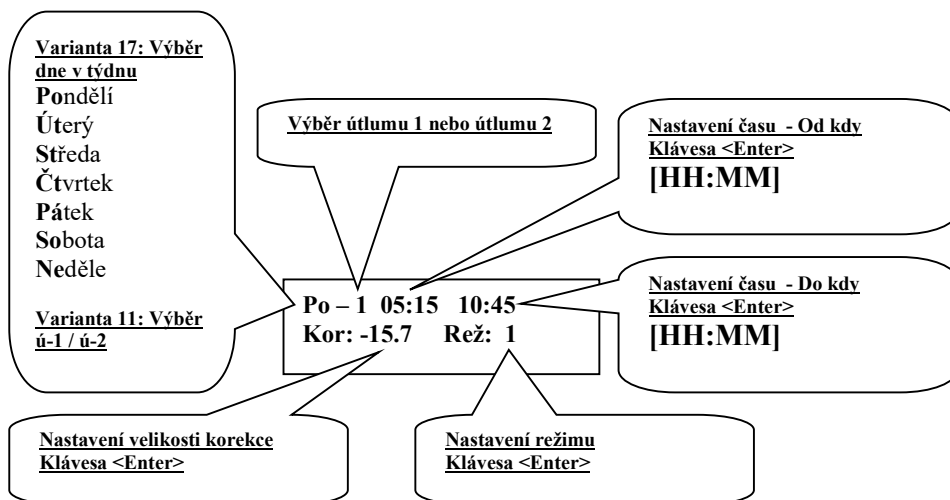 Varianta 17: Výběr
dne v týdnu
Pondělí
Úterý
Středa
Čtvrtek
Pátek
Sobota
Neděle
Varianta 11: Výběr
ú-1 / ú-2
Výběr útlumu 1 nebo útlumu 2
Nastavení času - Od kdy
Klávesa <Enter>
[HH:MM]
Po – 1 05:15 10:45
Kor: -15.7 Rež: 1
Nastavení času - Do kdy
Klávesa <Enter>
[HH:MM]
Nastavení velikosti korekce
Klávesa <Enter>
Nastavení režimu
Klávesa <Enter>